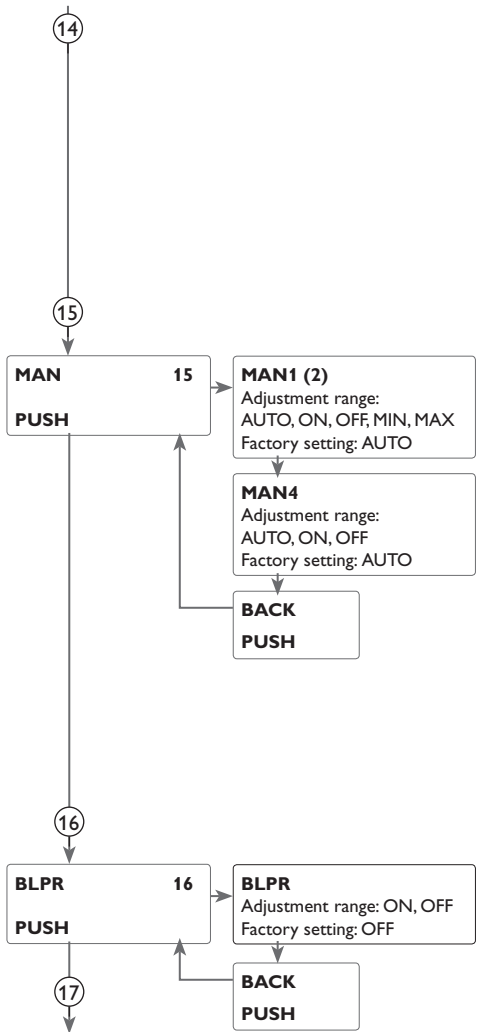 14
15
MAN 15
PUSH
MAN1 (2)
Adjustment range:
AUTO, ON, OFF, MIN, MAX
Factory setting: AUTO
MAN4
Adjustment range:
AUTO, ON, OFF
Factory setting: AUTO
BACK
PUSH
16
BLPR 16
PUSH
BLPR
Adjustment range: ON, OFF
Factory setting: OFF
BACK
PUSH
17